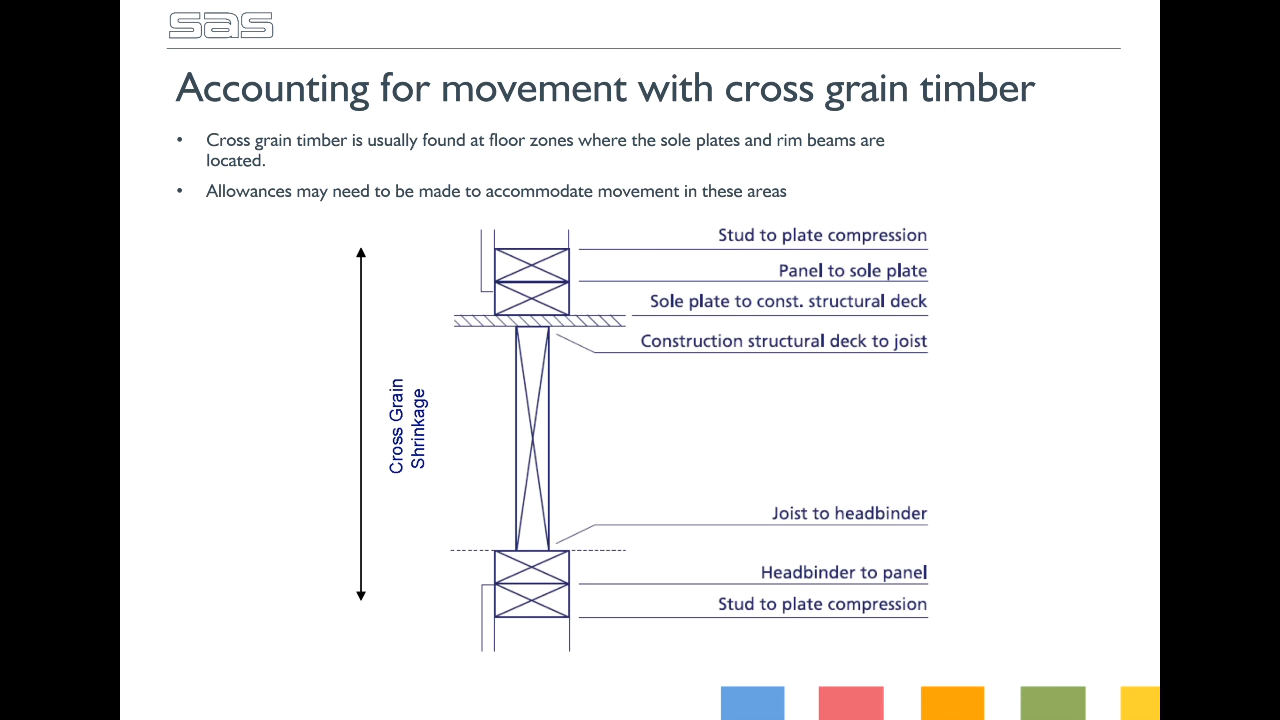 sas
Accounting for movement with cross grain timber
• Cross grain timber is usually found at floor zones where the sole plates and rim beams are
located.
• Allowances may need to be made to accommodate movement in these areas
Stud to plate compression
Panel to sole plate
Sole plate to const. structural deck
Construction structural deck to joist
Cross Grain
Shrinkage
Joist to headbinder
Headbinder to panel
Stud to plate compression